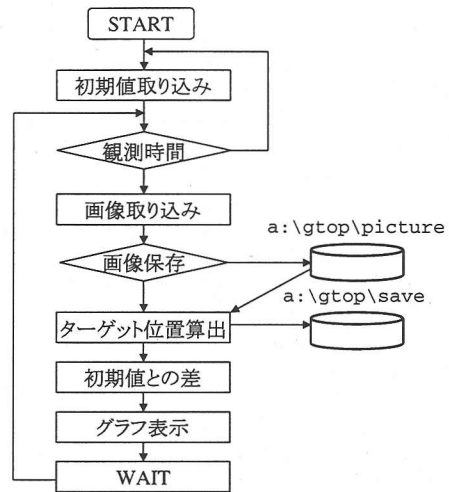 START
初期値取り込み
観測時間
画像取り込み
a:\gtop\picture
画像保存
a:\gtop\save
ターゲット位置算出
初期値との差
グラフ表示
WAIT